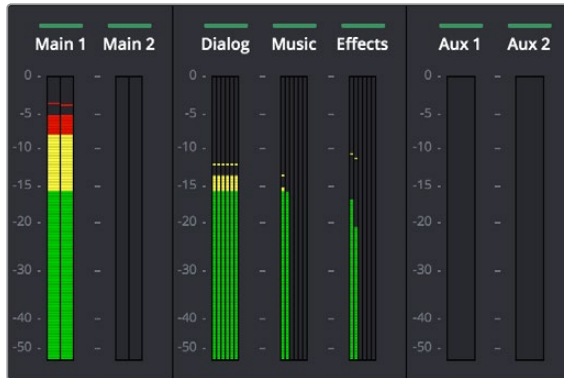 Main 1 Main 2 Dialog Music Effects Aux 1 Aux 2
0 - 0 - 0 -
-5 - -5 - -5 -
-10 - -10 - -10 -
-15 - -15 - -15 -
-20 - -20 - -20 -
-30 - -30 - -30 -
-40 - -40 - -40 -
-50 - -50 - -50 -